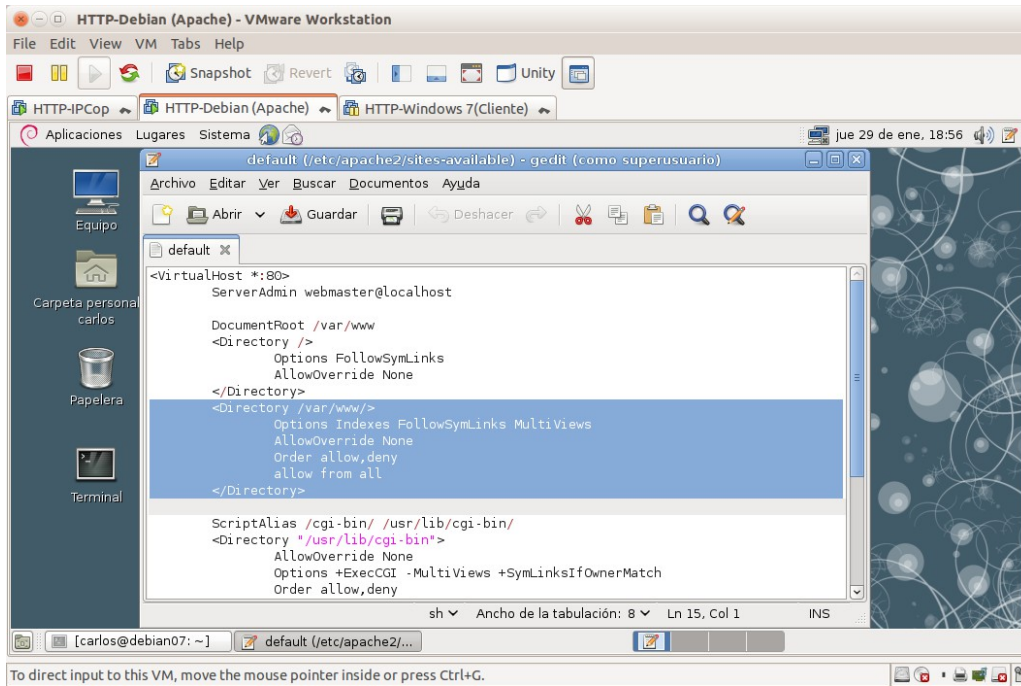 HTTP-Debian (Apache) - VMware Workstation
File Edit View VM Tabs Help
Snapshot Revert Unity
HTTP-IPCop HTTP-Debian (Apache) HTTP-Windows 7(Cliente)
Aplicaciones Lugares Sistema jue 29 de ene, 18:56
default (/etc/apache2/sites-available) - gedit (como superusuario)
Archivo Editar Ver Buscar Documentos Ayuda
Abrir Guardar Deshacer
default
Equipo
Carpeta personal
carlos
Papelera
Terminal
<VirtualHost *:80>
ServerAdmin webmaster@localhost
DocumentRoot /var/www
<Directory />
Options FollowSymLinks
AllowOverride None
</Directory>
<Directory /var/www/>
Options Indexes FollowSymLinks MultiViews
AllowOverride None
Order allow,deny
allow from all
</Directory>
ScriptAlias /cgi-bin/ /usr/lib/cgi-bin/
<Directory "/usr/lib/cgi-bin">
AllowOverride None
Options +ExecCGI -MultiViews +SymLinksIfOwnerMatch
Order allow,deny
sh Ancho de la tabulación: 8 Ln 15, Col 1 INS
[carlos@debian07: ~] default (/etc/apache2/...
To direct input to this VM, move the mouse pointer inside or press Ctrl+G.